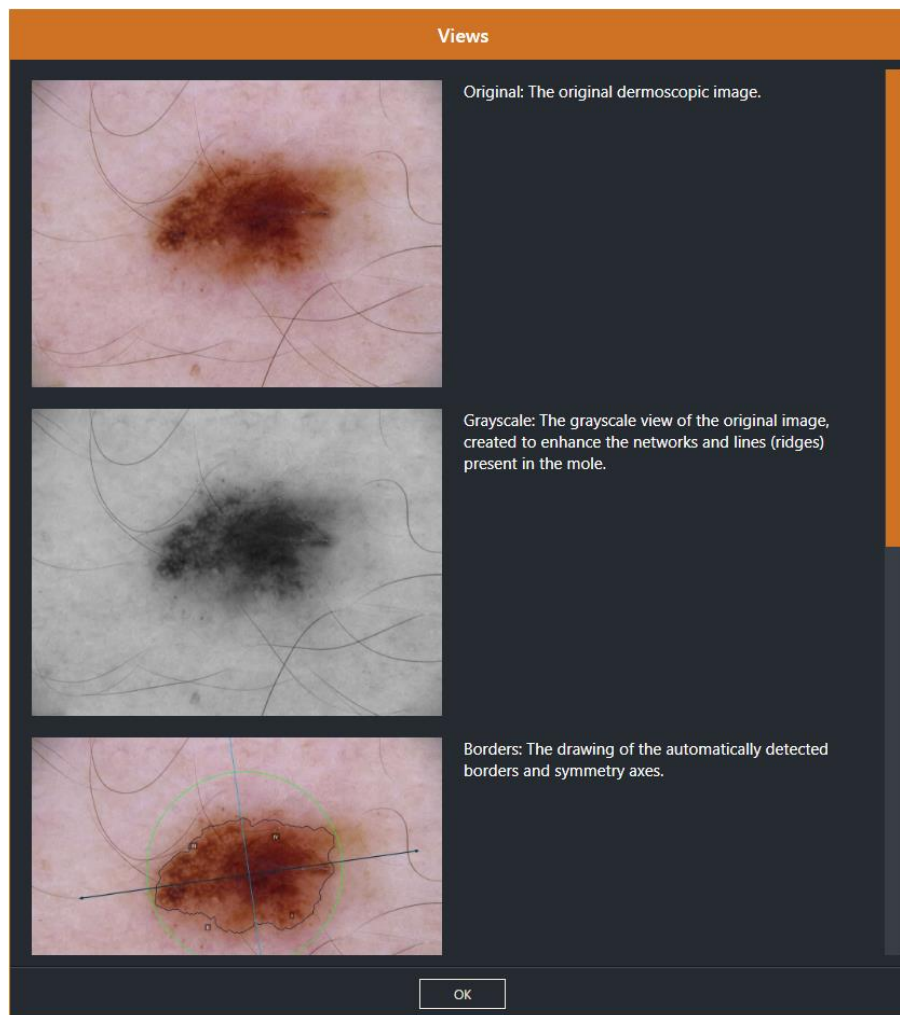 Views
Original: The original dermoscopic image.
Grayscale: The grayscale view of the original image,
created to enhance the networks and lines (ridges)
present in the mole.
Borders: The drawing of the automatically detected
borders and symmetry axes.
OK